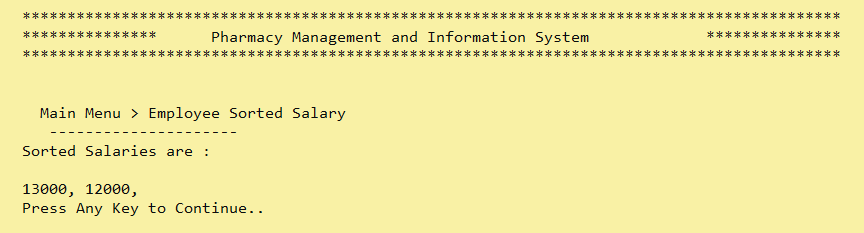 *******************************************************************************************
***************      Pharmacy Management and Information System             ***************
*******************************************************************************************
Main Menu > Employee Sorted Salary
---------------------
Sorted Salaries are :
13000, 12000,
Press Any Key to Continue..